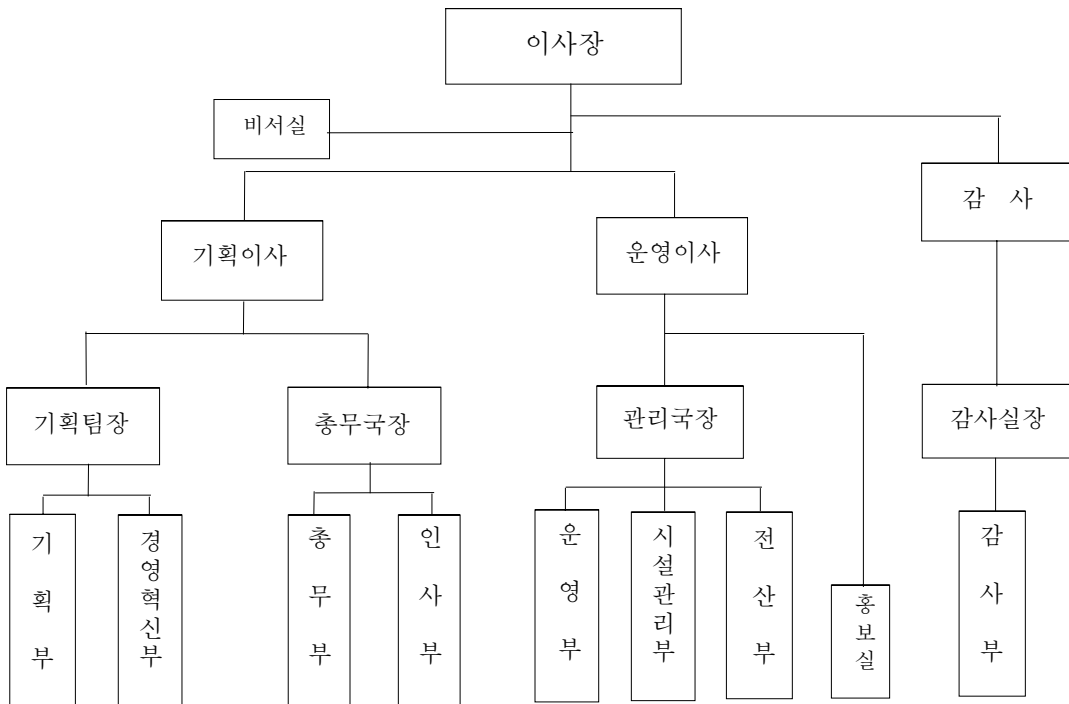 이사장
비서실
감 사
기획이사
운영이사
기획팀장
총무국장
관리국장
감사실장
기획부
경영혁신부
총무부
인사부
운영부
시설관리부
전산부
홍보실
감사부